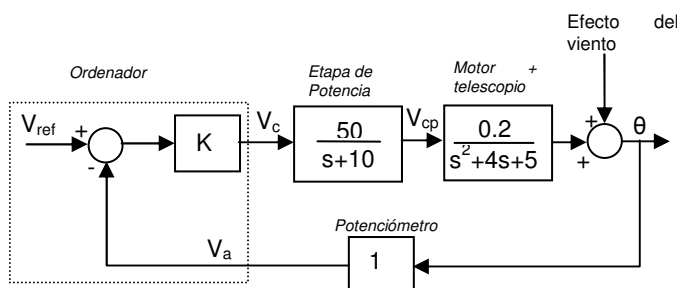 Efecto del
viento
Ordenador
Etapa de
Potencia
Motor +
telescopio
V_ref
+
-
K
V_c
50
s+10
V_cp
0.2
s²+4s+5
+
+
θ
Potenciómetro
V_a
1